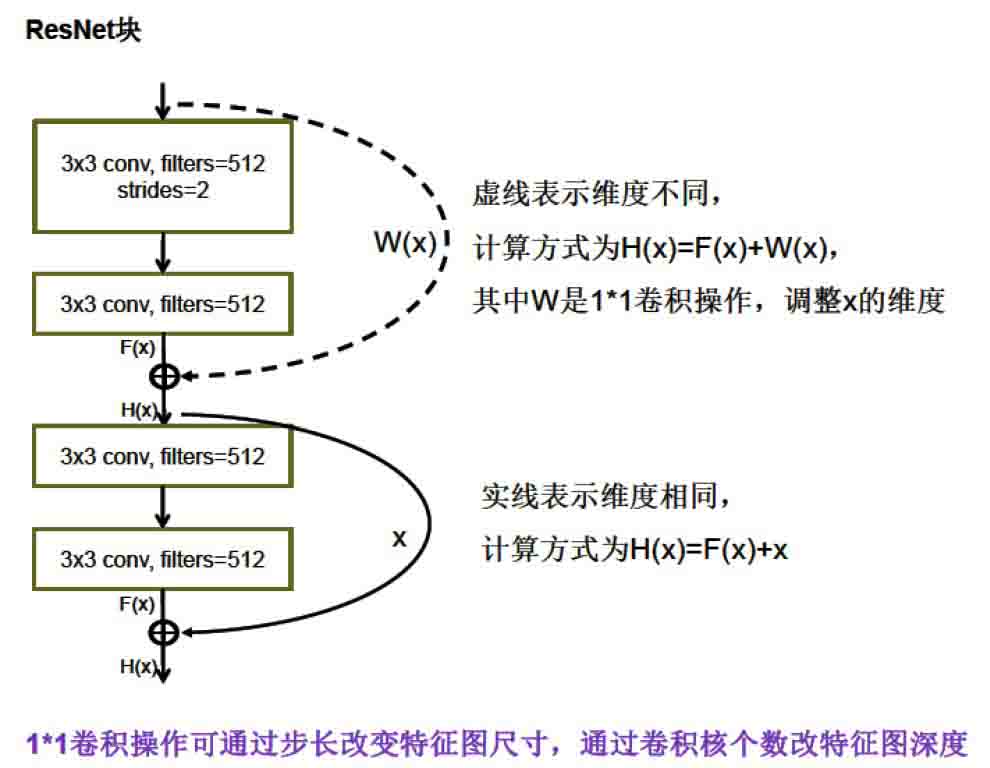 ResNet块
3x3 conv, filters=512
strides=2
W(x)
虚线表示维度不同，
计算方式为H(x)=F(x)+W(x)，
其中W是1*1卷积操作，调整x的维度
3x3 conv, filters=512
F(x)
H(x)
3x3 conv, filters=512
x
实线表示维度相同，
计算方式为H(x)=F(x)+x
3x3 conv, filters=512
F(x)
H(x)
1*1卷积操作可通过步长改变特征图尺寸，通过卷积核个数改特征图深度